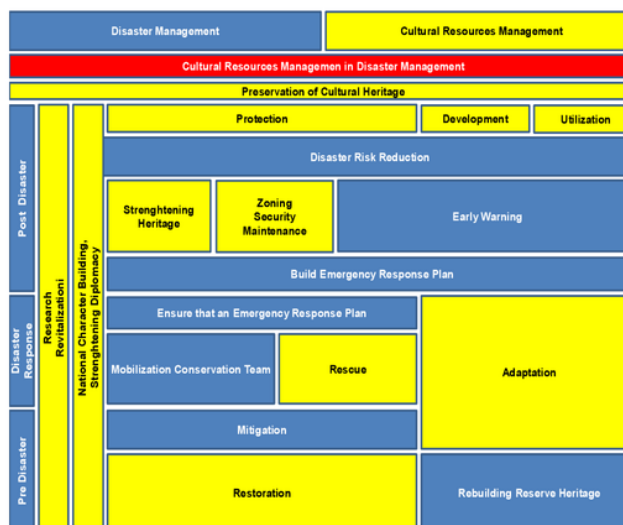 Disaster Management
Cultural Resources Management
Cultural Resources Managemen in Disaster Management
Preservation of Cultural Heritage
Post Disaster
Disaster
Response
Pre Disaster
Research
Revitalizationi
National Character Building,
Strenghtening Diplomacy
Protection
Development
Utilization
Disaster Risk Reduction
Strenghtening
Heritage
Zoning
Security
Maintenance
Early Warning
Build Emergency Response Plan
Ensure that an Emergency Response Plan
Mobilization Conservation Team
Rescue
Adaptation
Mitigation
Restoration
Rebuilding Reserve Heritage